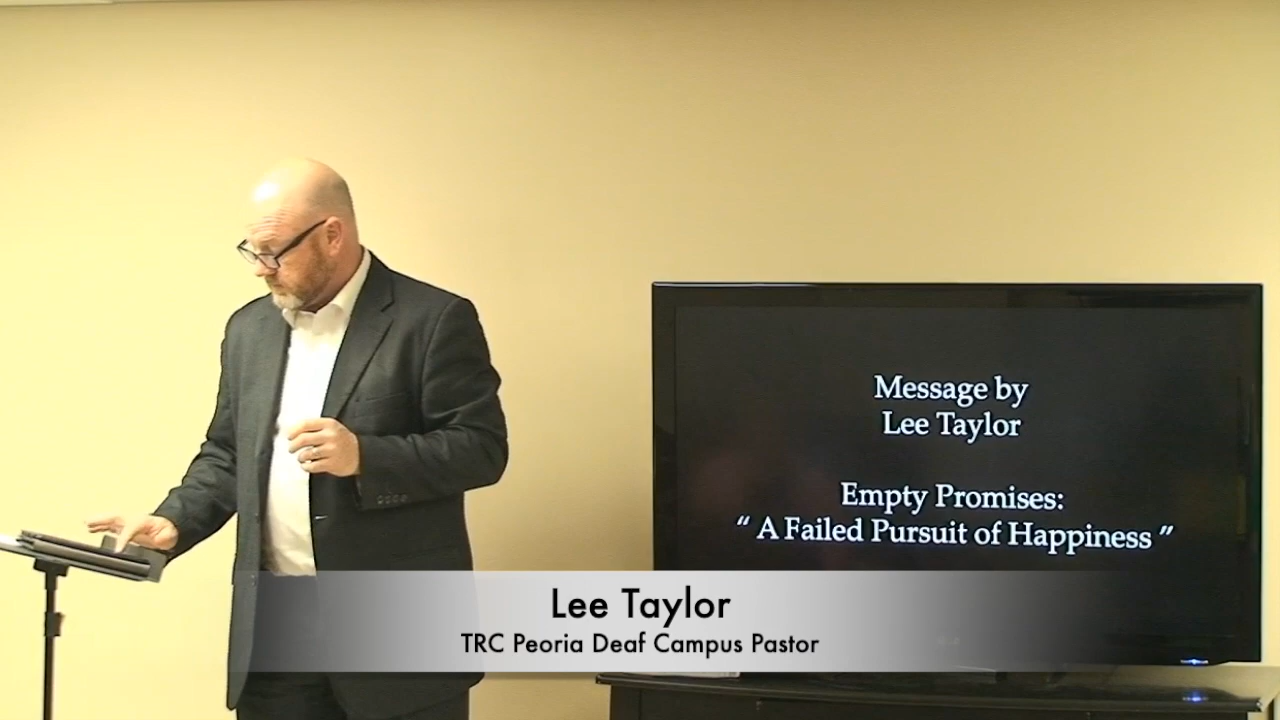 Message by
Lee Taylor
Empty Promises:
“ A Failed Pursuit of Happiness ”
Lee Taylor
TRC Peoria Deaf Campus Pastor